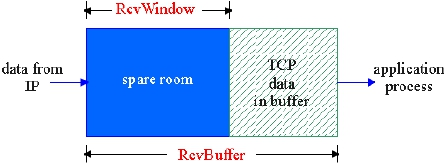 RcvWindow
data from
IP
spare room
TCP
data
in buffer
application
process
RcvBuffer